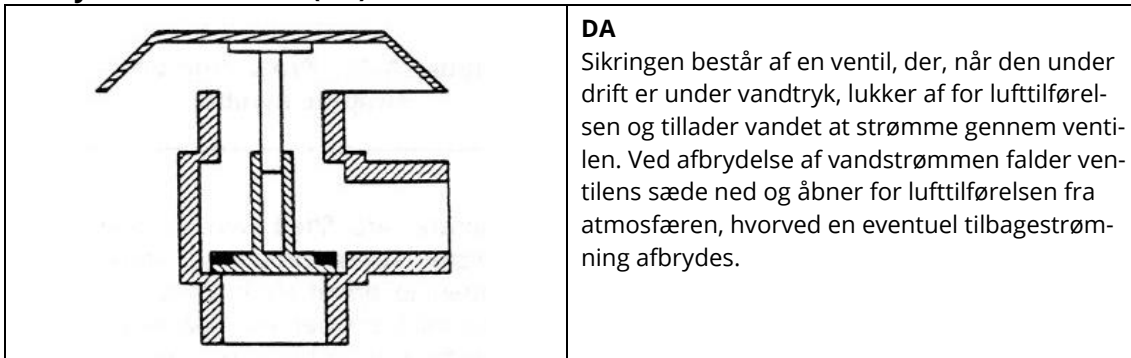 DA
Sikringen består af en ventil, der, når den under
drift er under vandtryk, lukker af for lufttilførel-
sen og tillader vandet at strømme gennem venti-
len. Ved afbrydelse af vandstrømmen falder ven-
tilens sæde ned og åbner for lufttilførelsen fra
atmosfæren, hvorved en eventuel tilbagestrøm-
ning afbrydes.